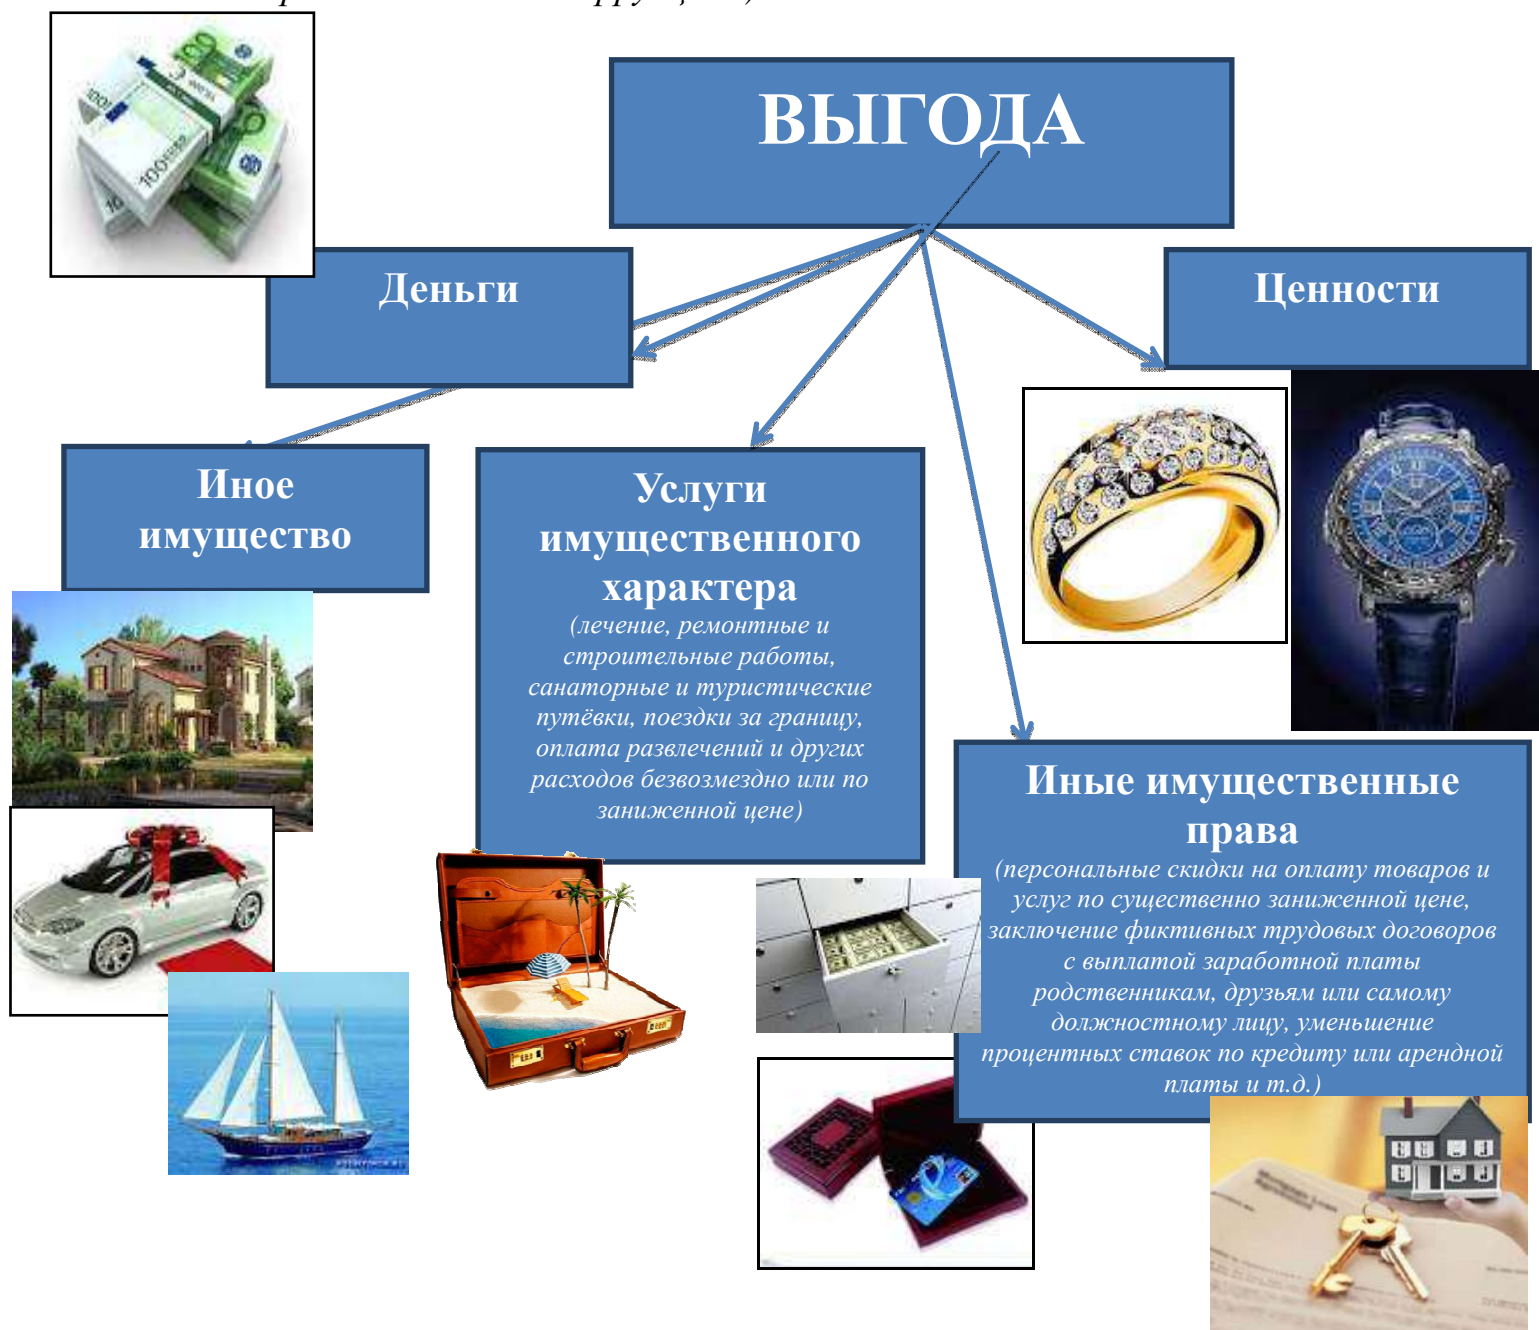 ВЫГОДА
Деньги
Ценности
Иное
имущество
Услуги
имущественного
характера
(лечение, ремонтные и
строительные работы,
санаторные и туристические
путёвки, поездки за границу,
оплата развлечений и других
расходов безвозмездно или по
заниженной цене)
Иные имущественные
права
(персональные скидки на оплату товаров и
услуг по существенно заниженной цене,
заключение фиктивных трудовых договоров
с выплатой заработной платы
родственникам, друзьям или самому
должностному лицу, уменьшение
процентных ставок по кредиту или арендной
платы и т.д.)
100
100
100